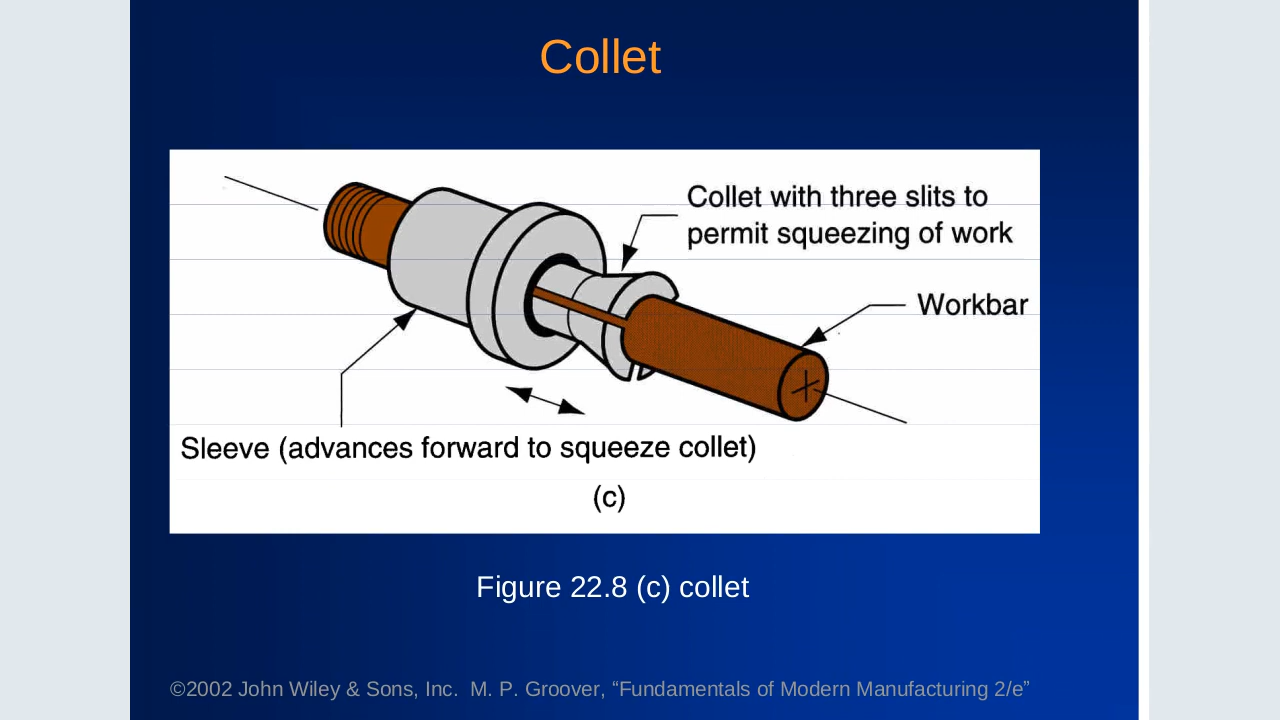 Collet
Collet with three slits to
permit squeezing of work
Workbar
Sleeve (advances forward to squeeze collet)
(c)
Figure 22.8 (c) collet
©2002 John Wiley & Sons, Inc.  M. P. Groover, “Fundamentals of Modern Manufacturing 2/e”